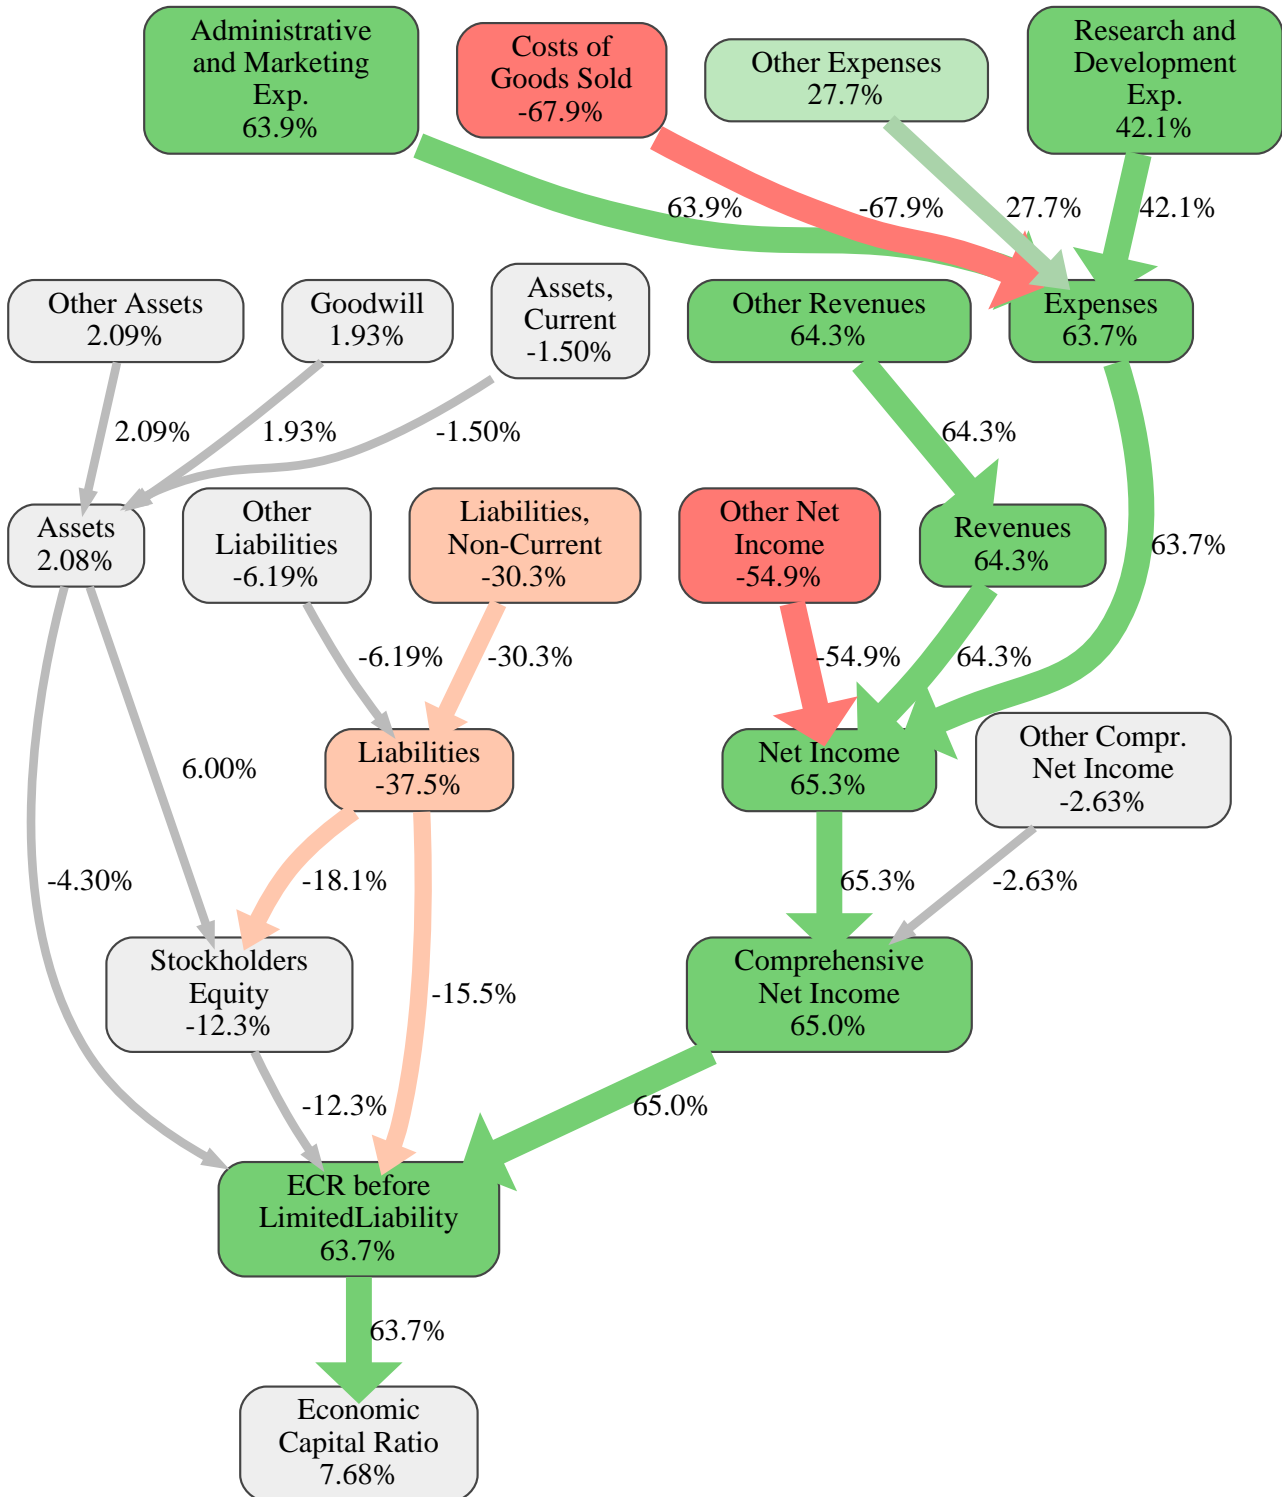 Administrative
and Marketing
Exp.
63.9%
Costs of
Goods Sold
-67.9%
Other Expenses
27.7%
Research and
Development
Exp.
42.1%
63.9%
-67.9%
27.7%
42.1%
Other Assets
2.09%
Goodwill
1.93%
Assets,
Current
-1.50%
Other Revenues
64.3%
Expenses
63.7%
2.09%
1.93%
-1.50%
64.3%
Assets
2.08%
Other
Liabilities
-6.19%
Liabilities,
Non-Current
-30.3%
Other Net
Income
-54.9%
Revenues
64.3%
63.7%
-6.19%
-30.3%
-54.9%
64.3%
Liabilities
-37.5%
Net Income
65.3%
Other Compr.
Net Income
-2.63%
6.00%
-4.30%
-18.1%
65.3%
-2.63%
Stockholders
Equity
-12.3%
-15.5%
Comprehensive
Net Income
65.0%
-12.3%
65.0%
ECR before
LimitedLiability
63.7%
63.7%
Economic
Capital Ratio
7.68%